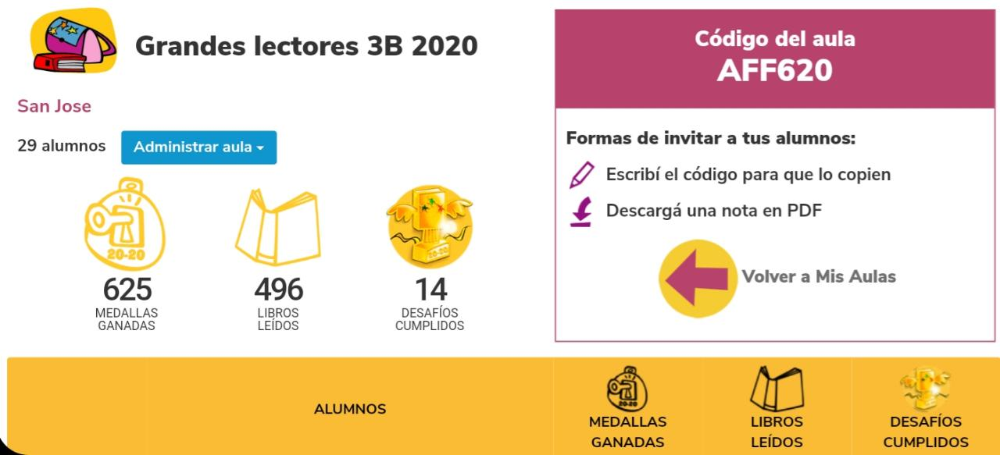 Grandes lectores 3B 2020
San Jose
29 alumnos
Administrar aula
20-20
20-20
625
MEDALLAS
GANADAS
496
LIBROS
LEÍDOS
14
DESAFÍOS
CUMPLIDOS
Código del aula
AFF620
Formas de invitar a tus alumnos:
Escribí el código para que lo copien
Descargá una nota en PDF
Volver a Mis Aulas
ALUMNOS
20-20
MEDALLAS
GANADAS
LIBROS
LEÍDOS
DESAFÍOS
CUMPLIDOS